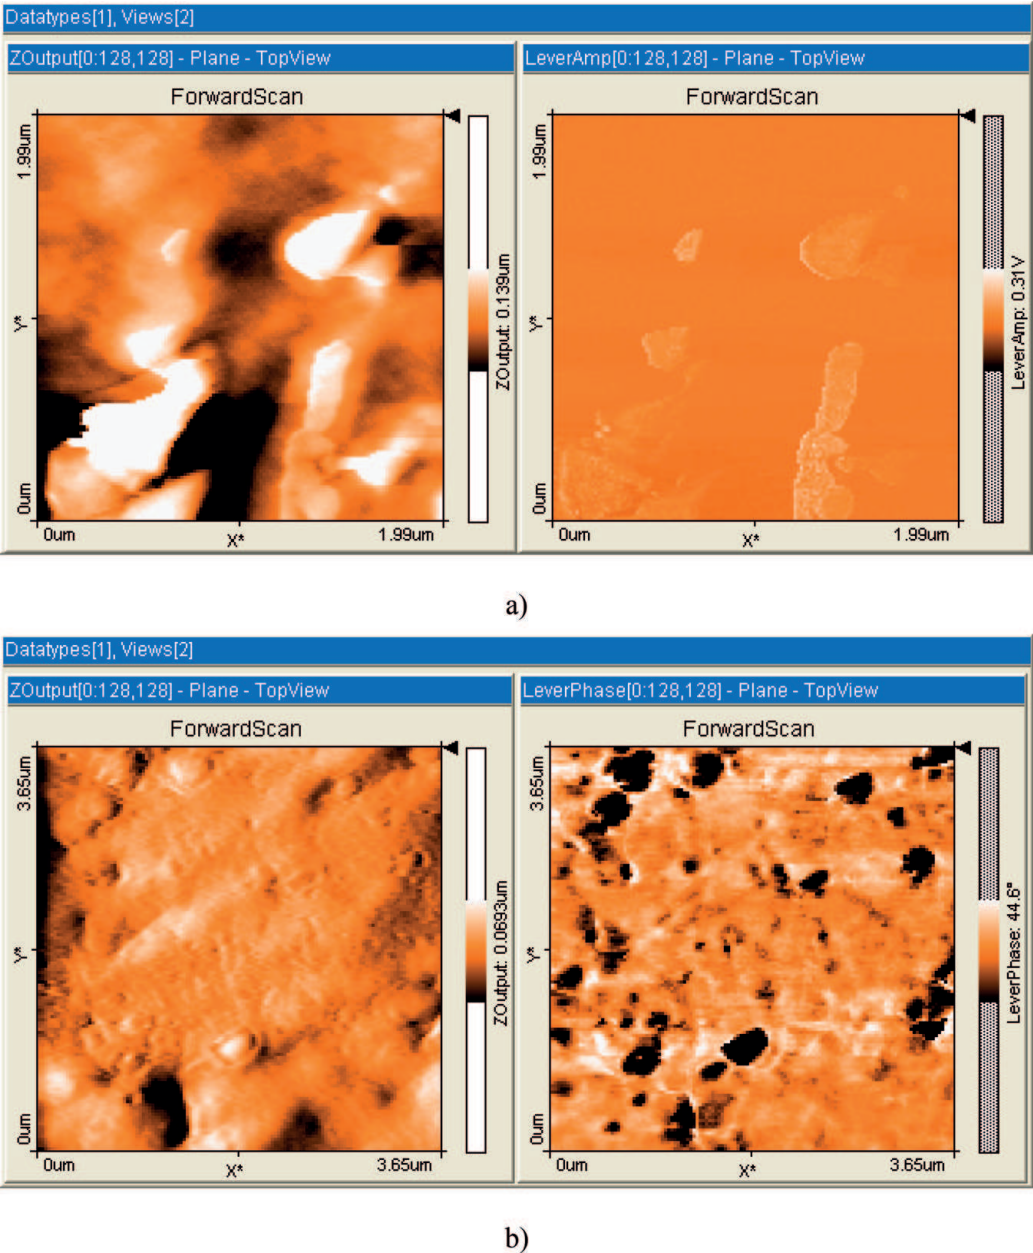 Datatypes[1], Views[2]
ZOutput[0:128,128] - Plane - TopView
ForwardScan
1.99um
Y*
0um
0um
X*
1.99um
ZOutput: 0.139um
LeverAmp[0:128,128] - Plane - TopView
ForwardScan
1.99um
Y*
0um
0um
X*
1.99um
LeverAmp: 0.31V
a)
Datatypes[1], Views[2]
ZOutput[0:128,128] - Plane - TopView
ForwardScan
3.65um
Y*
0um
0um
X*
3.65um
ZOutput: 0.0693um
LeverPhase[0:128,128] - Plane - TopView
ForwardScan
3.65um
Y*
0um
0um
X*
3.65um
LeverPhase: 44.6°
b)